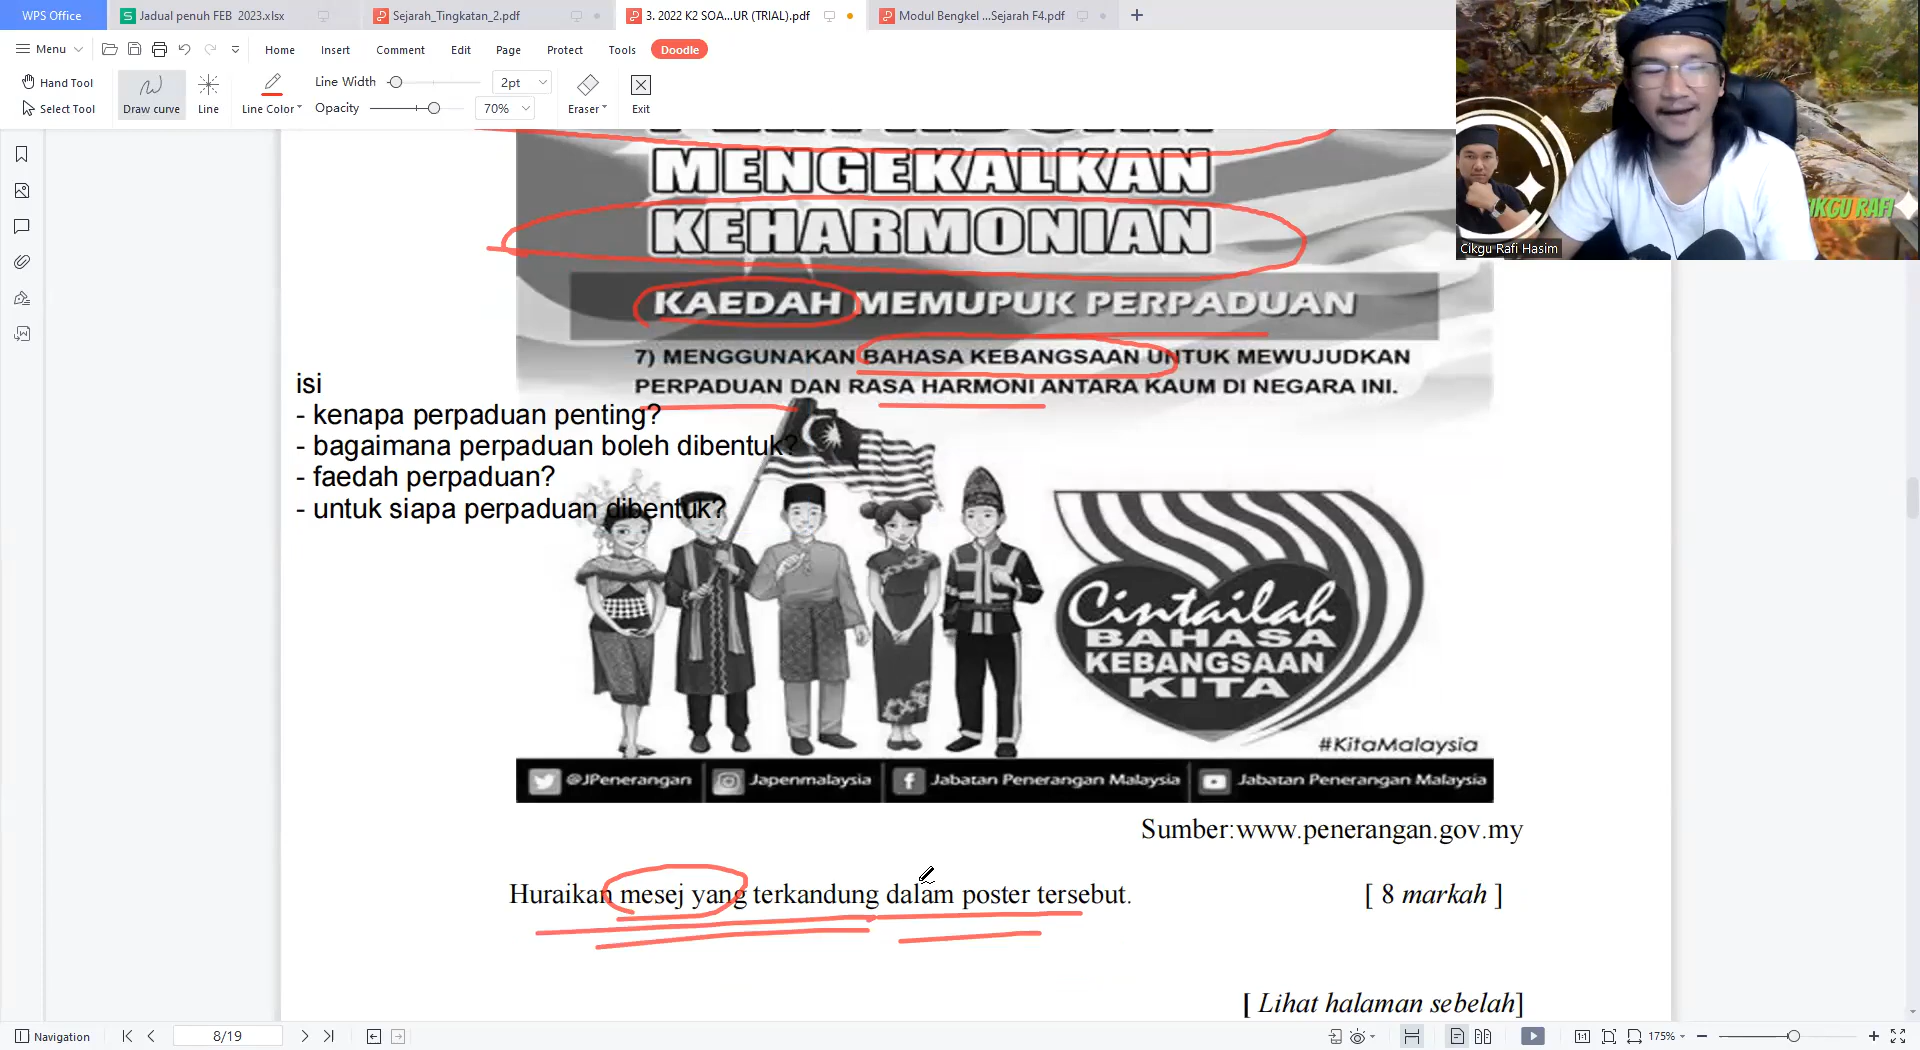 WPS Office
Jadual penuh FEB 2023.xlsx
Sejarah_Tingkatan_2.pdf
3. 2022 K2 SOA...UR (TRIAL).pdf
Modul Bengkel ...Sejarah F4.pdf
Menu
Home
Insert
Comment
Edit
Page
Protect
Tools
Doodle
Hand Tool
Select Tool
Draw curve
Line
Line Color
Line Width
2pt
Opacity
70%
Eraser
Exit
MENGEKALKAN
KEHARMONIAN
KAEDAH MEMUPUK PERPADUAN
7) MENGGUNAKAN BAHASA KEBANGSAAN UNTUK MEWUJUDKAN
PERPADUAN DAN RASA HARMONI ANTARA KAUM DI NEGARA INI.
isi
- kenapa perpaduan penting?
- bagaimana perpaduan boleh dibentuk?
- faedah perpaduan?
- untuk siapa perpaduan dibentuk?
Cintailah
BAHASA
KEBANGSAAN
KITA
#KitaMalaysia
@JPenerangan
Japenmalaysia
Jabatan Penerangan Malaysia
Jabatan Penerangan Malaysia
Sumber:www.penerangan.gov.my
Huraikan mesej yang terkandung dalam poster tersebut. [ 8 markah ]
[ Lihat halaman sebelah]
RAFI
Cikgu Rafi Hasim
Navigation
8/19
175%